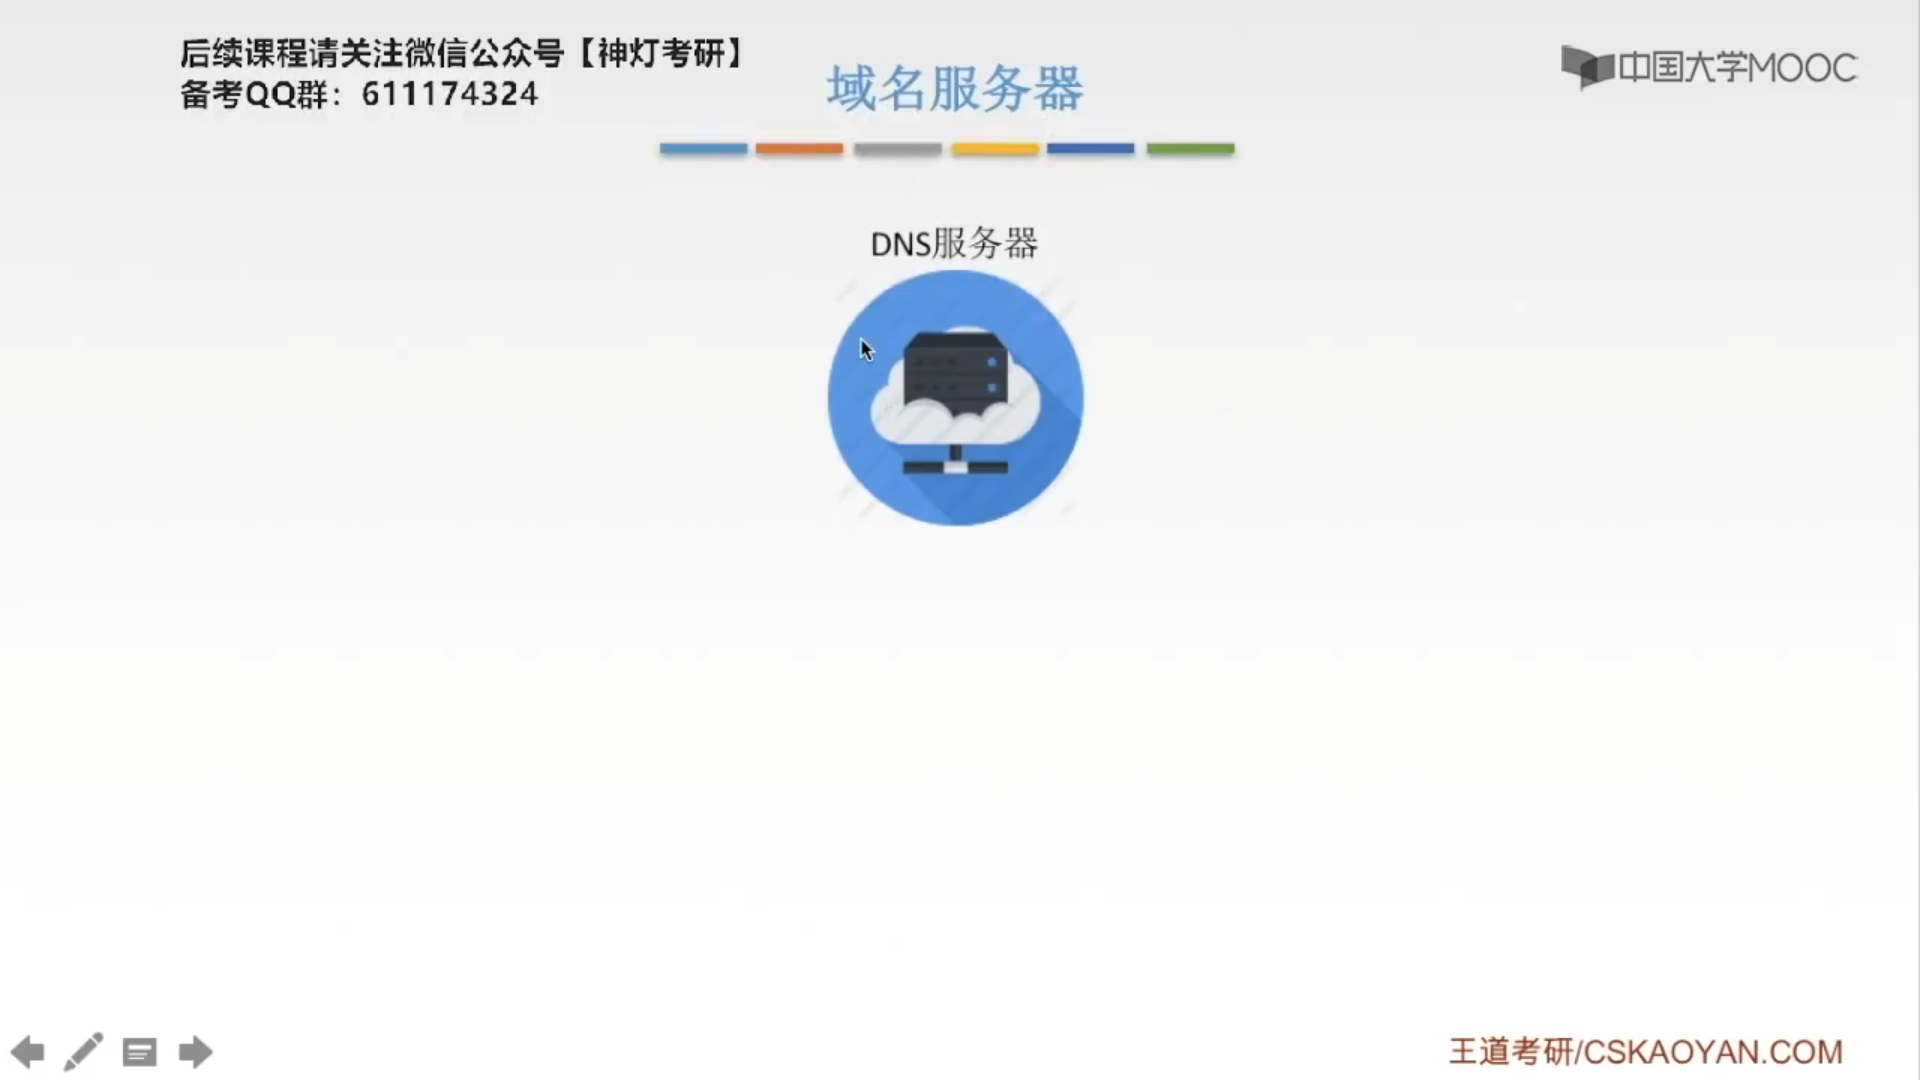 后续课程请关注微信公众号【神灯考研】
备考QQ群：611174324
域名服务器
中国大学MOOC
DNS服务器
王道考研/CSKAOYAN.COM